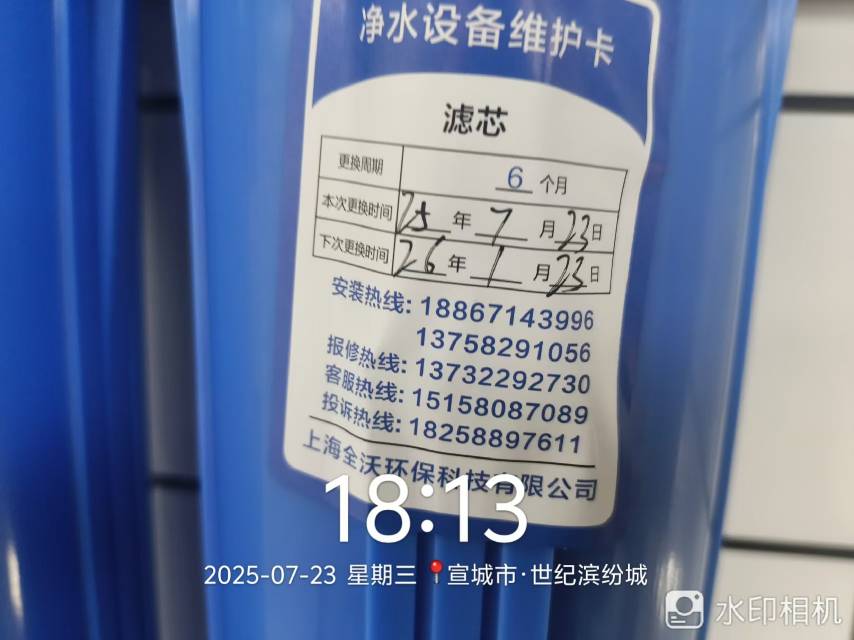 净水设备维护卡
滤芯
更换周期 6 个月
本次更换时间 25 年 7 月 23 日
下次更换时间 26 年 1 月 23 日
安装热线: 18867143996
13758291056
报修热线: 13732292730
客服热线: 15158087089
投诉热线: 18258897611
上海全沃环保科技有限公司
18:13
2025-07-23 星期三 📍宣城市·世纪滨纷城
水印相机